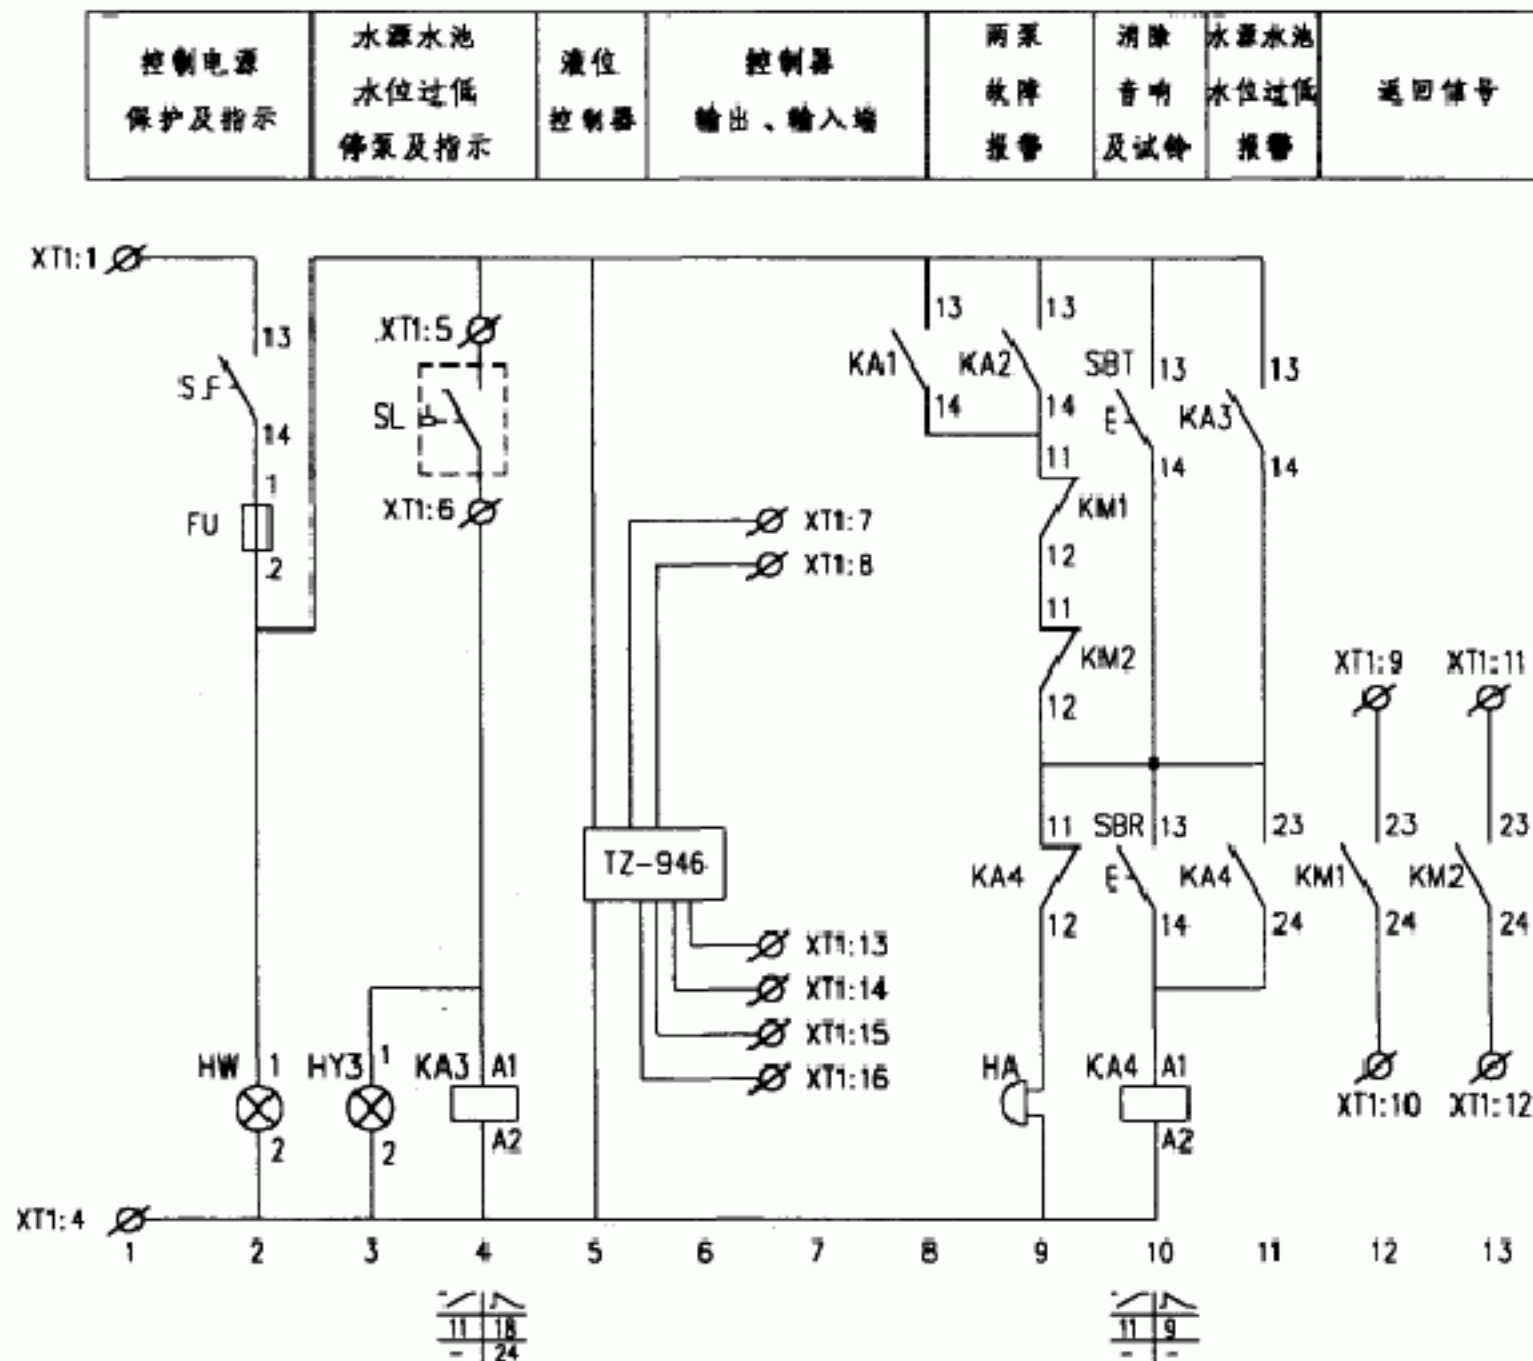 控制电源
保护及指示
水源水池
水位过低
停泵及指示
液位
控制器
控制器
输出、输入端
两泵
故障
报警
消除
音响
及试铃
水源水池
水位过低
报警
返回信号
XT1:1
13
SF
14
1
FU
2
XT1:5
SL
XT1:6
XT1:7
XT1:8
13
KA1
14
13
KA2
14
11
KM1
12
11
KM2
12
SBT
13
E
14
13
KA3
14
XT1:9
XT1:11
TZ-946
11
KA4
12
SBR
13
E
14
23
KA4
24
23
KM1
24
23
KM2
24
XT1:13
XT1:14
XT1:15
XT1:16
HW
1
2
HY3
1
2
KA3
A1
A2
HA
KA4
A1
A2
XT1:10
XT1:12
XT1:4
1 2 3 4 5 6 7 8 9 10 11 12 13
11 18
- 24
11 9
- -